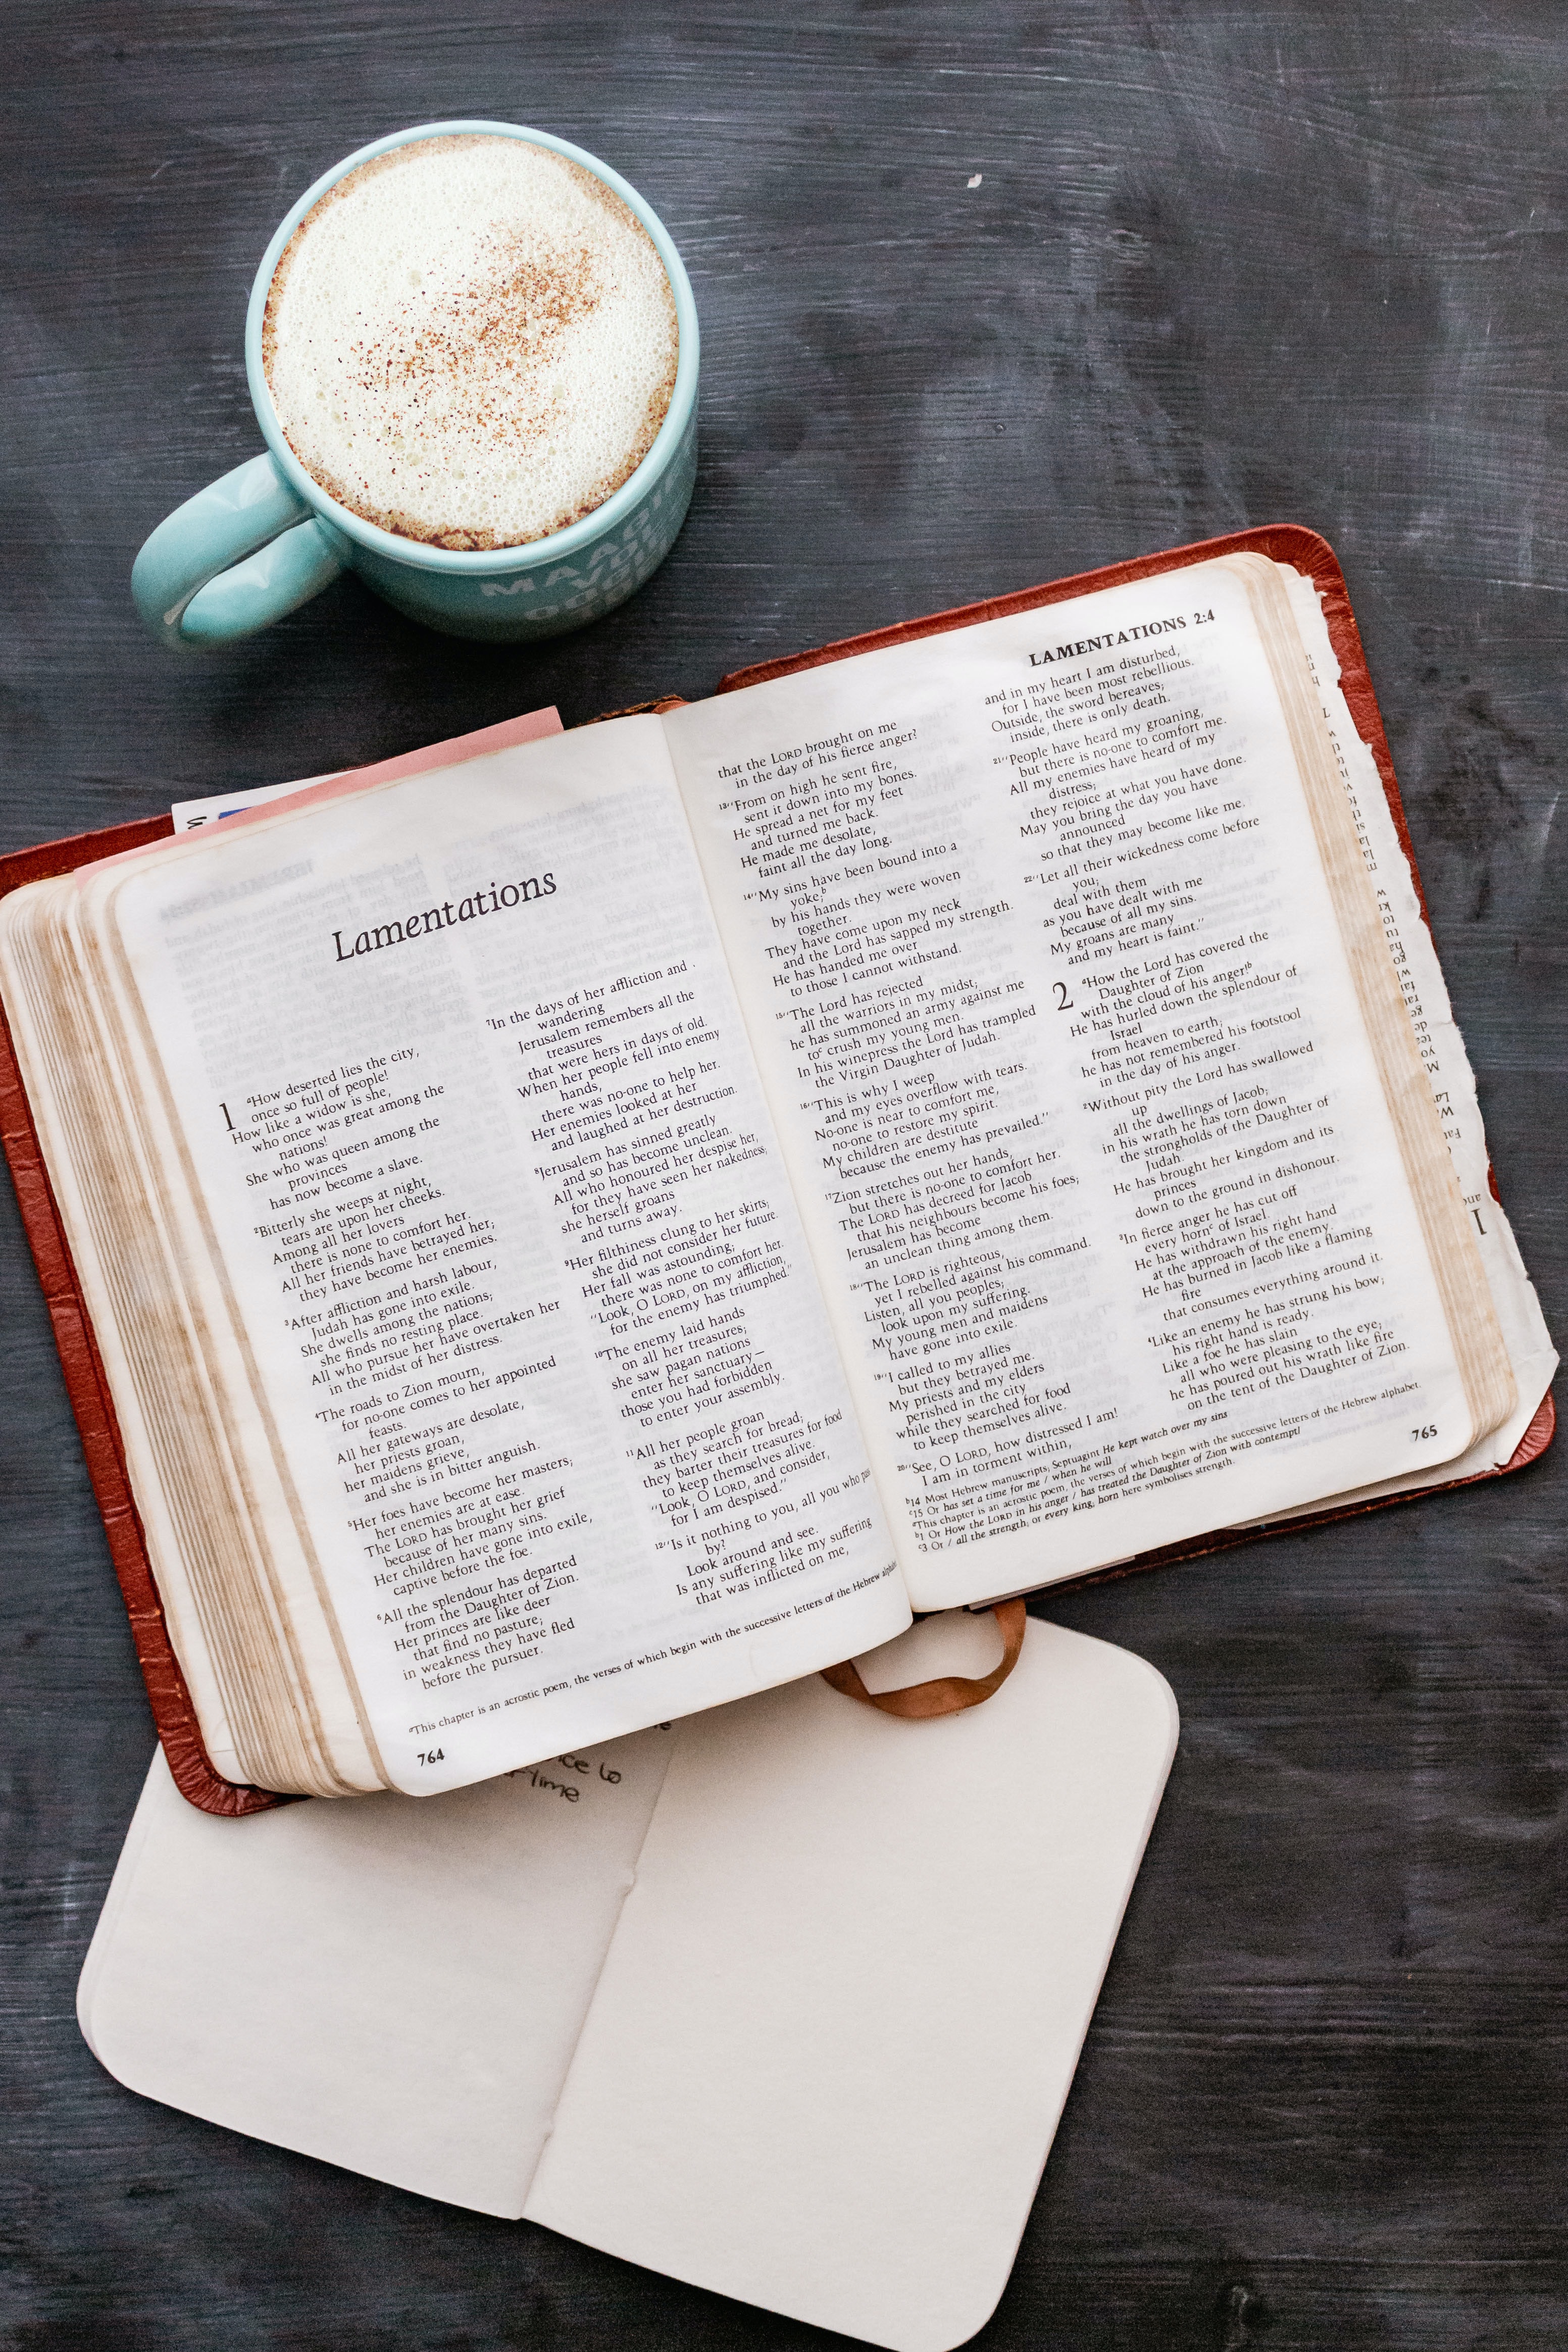 Lamentations
1 ᵃHow deserted lies the city,
once so full of people!
How like a widow is she,
who once was great among the
nations!
She who was queen among the
provinces
has now become a slave.
²Bitterly she weeps at night,
tears are upon her cheeks.
Among all her lovers
there is none to comfort her.
All her friends have betrayed her;
they have become her enemies.
³After affliction and harsh labour,
Judah has gone into exile.
She dwells among the nations;
she finds no resting place.
All who pursue her have overtaken her
in the midst of her distress.
⁴The roads to Zion mourn,
for no-one comes to her appointed
feasts.
All her gateways are desolate,
her priests groan,
her maidens grieve,
and she is in bitter anguish.
⁵Her foes have become her masters;
her enemies are at ease.
The LORD has brought her grief
because of her many sins.
Her children have gone into exile,
captive before the foe.
⁶All the splendour has departed
from the Daughter of Zion.
Her princes are like deer
that find no pasture;
in weakness they have fled
before the pursuer.
⁷In the days of her affliction and
wandering
Jerusalem remembers all the
treasures
that were hers in days of old.
When her people fell into enemy
hands,
there was no-one to help her.
Her enemies looked at her
and laughed at her destruction.
⁸Jerusalem has sinned greatly
and so has become unclean.
All who honoured her despise her,
for they have seen her nakedness;
she herself groans
and turns away.
⁹Her filthiness clung to her skirts;
she did not consider her future.
Her fall was astounding;
there was none to comfort her.
"Look, O LORD, on my affliction,
for the enemy has triumphed."
¹⁰The enemy laid hands
on all her treasures;
she saw pagan nations
enter her sanctuary—
those you had forbidden
to enter your assembly.
¹¹All her people groan
as they search for bread;
they barter their treasures for food
to keep themselves alive.
"Look, O LORD, and consider,
for I am despised."
¹²"Is it nothing to you, all you who pass
by?
Look around and see.
Is any suffering like my suffering
that was inflicted on me,
ᵃThis chapter is an acrostic poem, the verses of which begin with the successive letters of the Hebrew alphabet
764
LAMENTATIONS 2:4
that the LORD brought on me
in the day of his fierce anger?
¹³"From on high he sent fire,
sent it down into my bones.
He spread a net for my feet
and turned me back.
He made me desolate,
faint all the day long.
¹⁴"My sins have been bound into a
yoke;ᵇ
by his hands they were woven
together.
They have come upon my neck
and the Lord has sapped my strength.
He has handed me over
to those I cannot withstand.
¹⁵"The Lord has rejected
all the warriors in my midst;
he has summoned an army against me
toᶜ crush my young men.
In his winepress the Lord has trampled
the Virgin Daughter of Judah.
¹⁶"This is why I weep
and my eyes overflow with tears.
No-one is near to comfort me,
no-one to restore my spirit.
My children are destitute
because the enemy has prevailed."
¹⁷Zion stretches out her hands,
but there is no-one to comfort her.
The LORD has decreed for Jacob
that his neighbours become his foes;
Jerusalem has become
an unclean thing among them.
¹⁸"The LORD is righteous,
yet I rebelled against his command.
Listen, all you peoples;
look upon my suffering.
My young men and maidens
have gone into exile.
¹⁹"I called to my allies
but they betrayed me.
My priests and my elders
perished in the city
while they searched for food
to keep themselves alive.
²⁰"See, O LORD, how distressed I am!
I am in torment within,
and in my heart I am disturbed,
for I have been most rebellious.
Outside, the sword bereaves;
inside, there is only death.
²¹"People have heard my groaning,
but there is no-one to comfort me.
All my enemies have heard of my
distress;
they rejoice at what you have done.
May you bring the day you have
announced
so that they may become like me.
²²"Let all their wickedness come before
you;
deal with them
as you have dealt with me
because of all my sins.
My groans are many
and my heart is faint."
2 ᵃHow the Lord has covered the
Daughter of Zion
with the cloud of his anger!ᵇ
He has hurled down the splendour of
Israel
from heaven to earth;
he has not remembered his footstool
in the day of his anger.
²Without pity the Lord has swallowed
up
all the dwellings of Jacob;
in his wrath he has torn down
the strongholds of the Daughter of
Judah.
He has brought her kingdom and its
princes
down to the ground in dishonour.
³In fierce anger he has cut off
every hornᶜ of Israel.
He has withdrawn his right hand
at the approach of the enemy.
He has burned in Jacob like a flaming
fire
that consumes everything around it.
⁴Like an enemy he has strung his bow;
his right hand is ready.
Like a foe he has slain
all who were pleasing to the eye;
he has poured out his wrath like fire
on the tent of the Daughter of Zion.
ᵇ14 Most Hebrew manuscripts; Septuagint He kept watch over my sins
ᶜ15 Or has set a time for me / when he will
ᵃThis chapter is an acrostic poem, the verses of which begin with the successive letters of the Hebrew alphabet.
ᵇ1 Or How the LORD in his anger / has treated the Daughter of Zion with contempt!
ᶜ3 Or / all the strength; or every king; horn here symbolises strength.
765